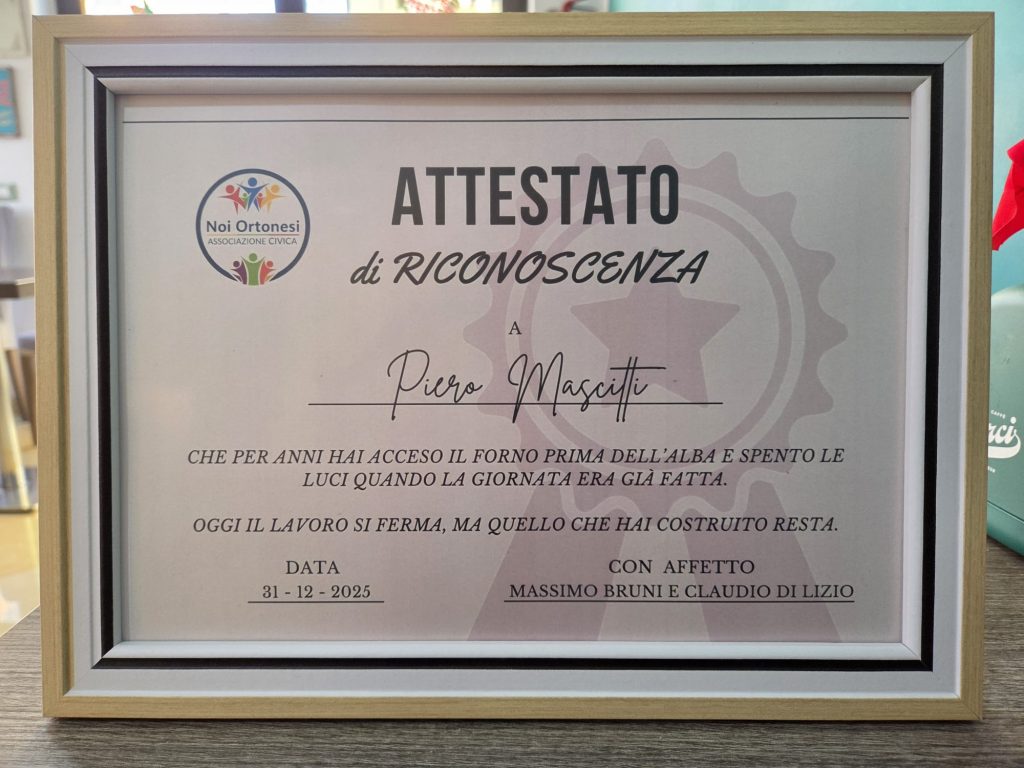 Noi Ortonesi
ASSOCIAZIONE CIVICA
ATTESTATO
di RICONOSCENZA
A
Piero Mascitti
CHE PER ANNI HAI ACCESO IL FORNO PRIMA DELL'ALBA E SPENTO LE
LUCI QUANDO LA GIORNATA ERA GIÀ FATTA.
OGGI IL LAVORO SI FERMA, MA QUELLO CHE HAI COSTRUITO RESTA.
DATA
31 - 12 - 2025
CON AFFETTO
MASSIMO BRUNI E CLAUDIO DI LIZIO